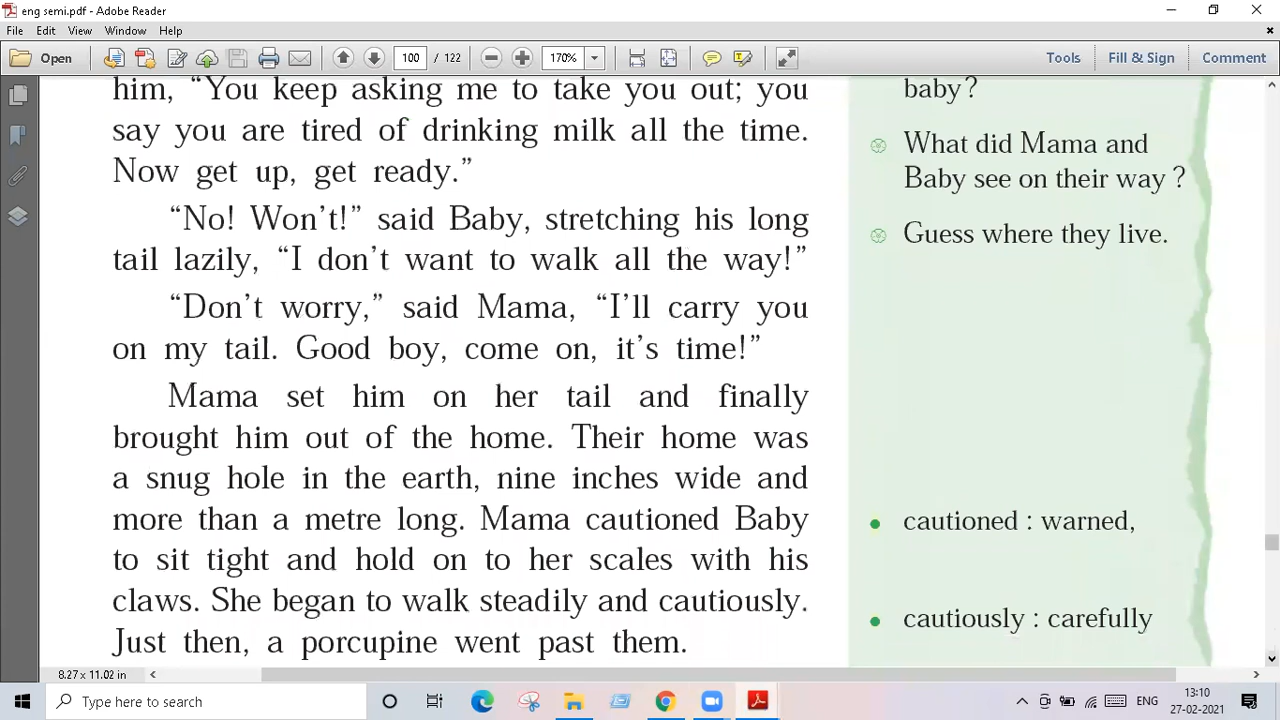 eng semi.pdf - Adobe Reader
File Edit View Window Help
Open 100 / 122 170% Tools Fill & Sign Comment
him, “You keep asking me to take you out; you
say you are tired of drinking milk all the time.
Now get up, get ready.”
“No! Won’t!” said Baby, stretching his long
tail lazily, “I don’t want to walk all the way!”
“Don’t worry,” said Mama, “I’ll carry you
on my tail. Good boy, come on, it’s time!”
Mama set him on her tail and finally
brought him out of the home. Their home was
a snug hole in the earth, nine inches wide and
more than a metre long. Mama cautioned Baby
to sit tight and hold on to her scales with his
claws. She began to walk steadily and cautiously.
Just then, a porcupine went past them.
baby?
What did Mama and
Baby see on their way ?
Guess where they live.
cautioned : warned,
cautiously : carefully
8.27 x 11.02 in
Type here to search
ENG
13:10
27-02-2021